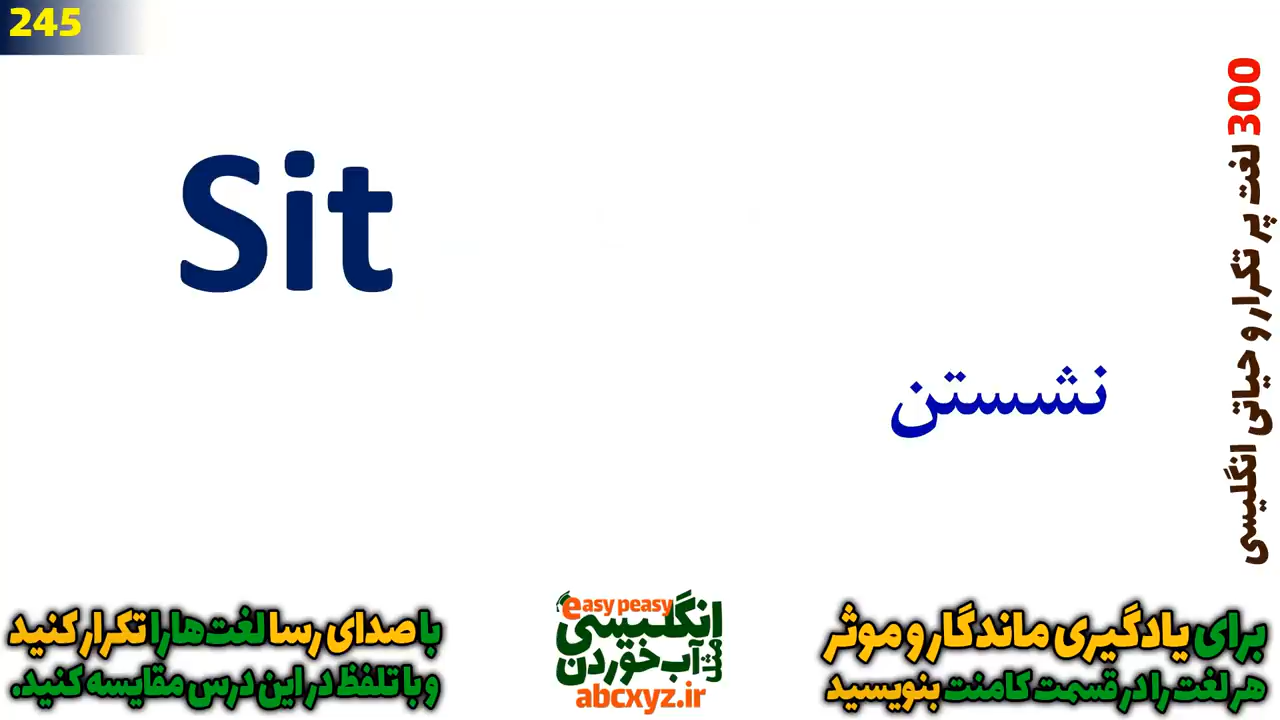 245
Sit
نشستن
300 لغت پر تکرار و حیاتی انگلیسی
برای یادگیری ماندگار و موثر
هر لغت را در قسمت کامنت بنویسید
easy peasy
انگلیسی
مثل آب خوردن
abcxyz.ir
با صدای رسا لغت‌ها را تکرار کنید
و با تلفظ در این درس مقایسه کنید.